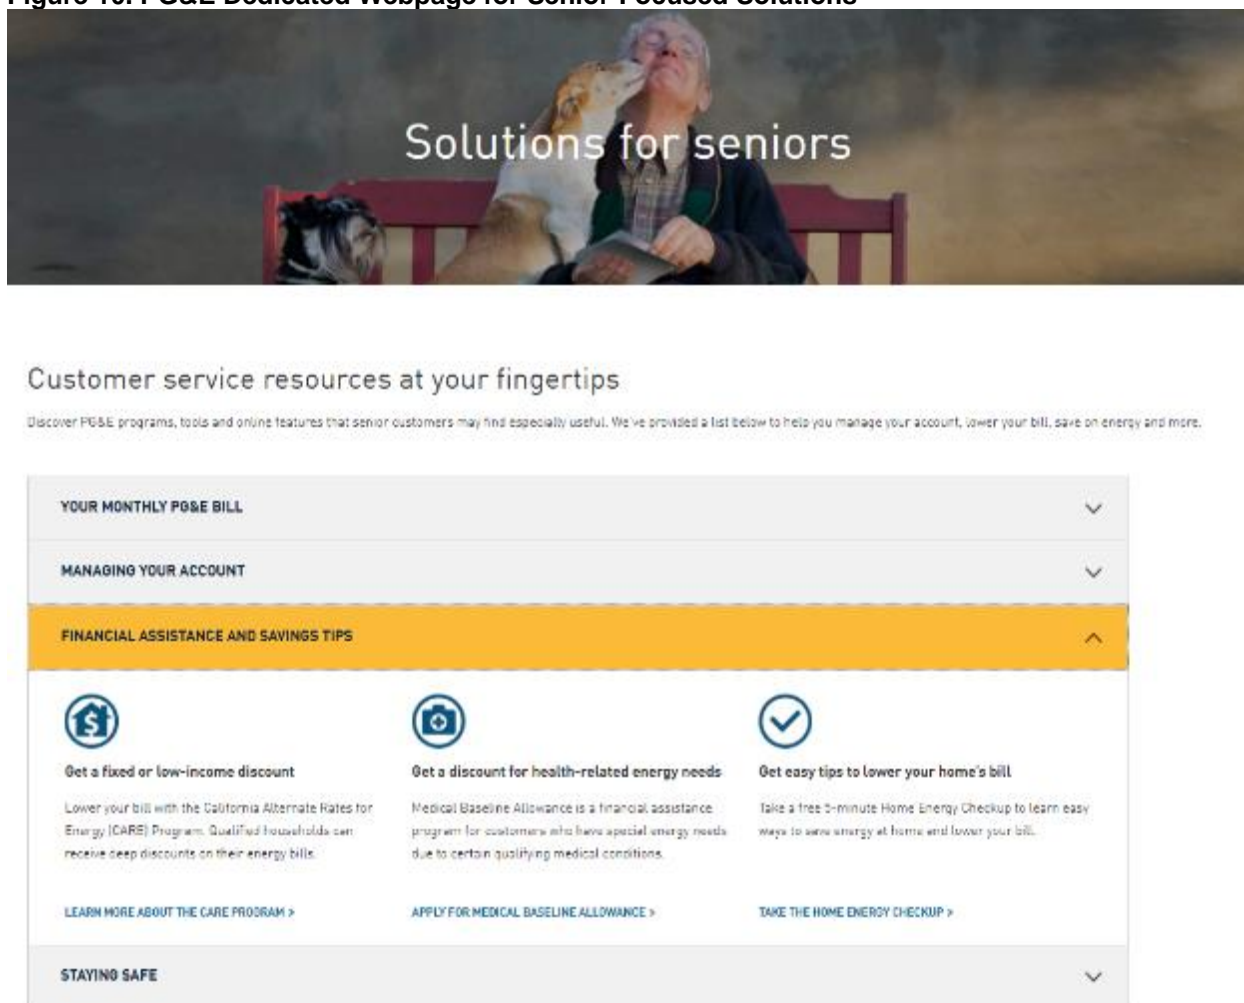 Figure 10. PG&E Dedicated Webpage for Senior-Focused Solutions
Solutions for seniors
Customer service resources at your fingertips
Discover PG&E programs, tools and online features that senior customers may find especially useful. We've provided a list below to help you manage your account, lower your bill, save on energy and more.
YOUR MONTHLY PG&E BILL
MANAGING YOUR ACCOUNT
FINANCIAL ASSISTANCE AND SAVINGS TIPS
Get a fixed or low-income discount
Lower your bill with the California Alternate Rates for
Energy (CARE) Program. Qualified households can
receive deep discounts on their energy bills.
LEARN MORE ABOUT THE CARE PROGRAM >
Get a discount for health-related energy needs
Medical Baseline Allowance is a financial assistance
program for customers who have special energy needs
due to certain qualifying medical conditions.
APPLY FOR MEDICAL BASELINE ALLOWANCE >
Get easy tips to lower your home's bill
Take a free 5-minute Home Energy Checkup to learn easy
ways to save energy at home and lower your bill.
TAKE THE HOME ENERGY CHECKUP >
STAYING SAFE